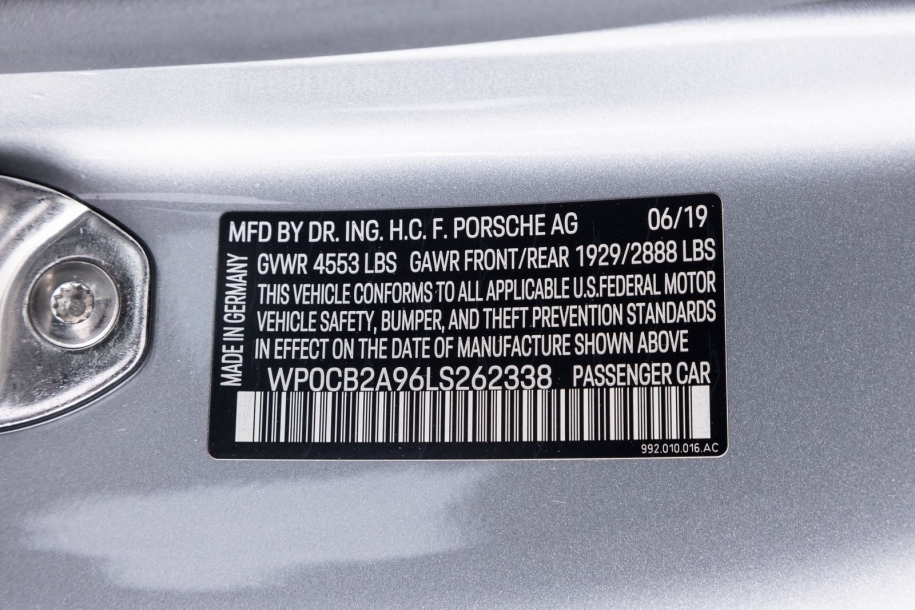 MFD BY DR. ING. H.C. F. PORSCHE AG 06/19
GVWR 4553 LBS GAWR FRONT/REAR 1929/2888 LBS
THIS VEHICLE CONFORMS TO ALL APPLICABLE U.S.FEDERAL MOTOR
VEHICLE SAFETY, BUMPER, AND THEFT PREVENTION STANDARDS
IN EFFECT ON THE DATE OF MANUFACTURE SHOWN ABOVE
MADE IN GERMANY
WP0CB2A96LS262338 PASSENGER CAR
992.010.016.AC